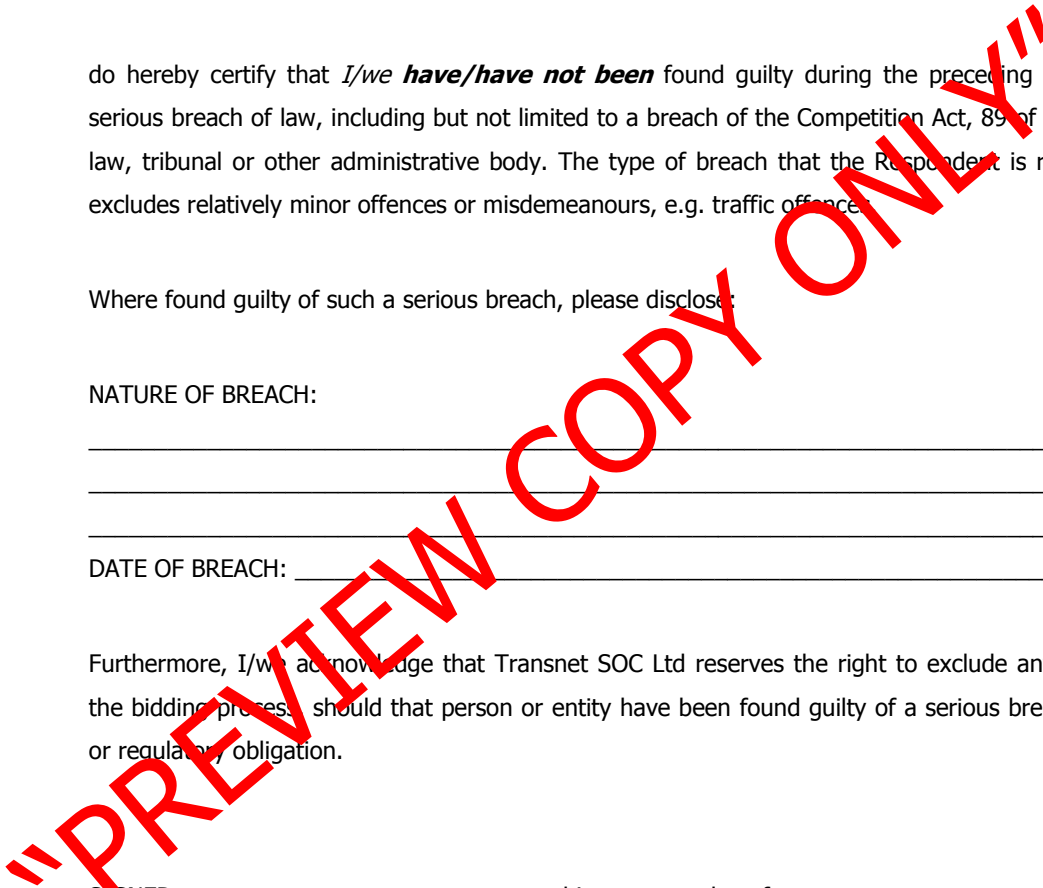 do hereby certify that I/we have/have not been found guilty during the preceding
serious breach of law, including but not limited to a breach of the Competition Act, 89 of
law, tribunal or other administrative body. The type of breach that the Respondent is
excludes relatively minor offences or misdemeanours, e.g. traffic offences
Where found guilty of such a serious breach, please disclose:
NATURE OF BREACH:
DATE OF BREACH:
Furthermore, I/we acknowledge that Transnet SOC Ltd reserves the right to exclude an
the bidding process, should that person or entity have been found guilty of a serious bre
or regulatory obligation.
"PREVIEW COPY ONLY"